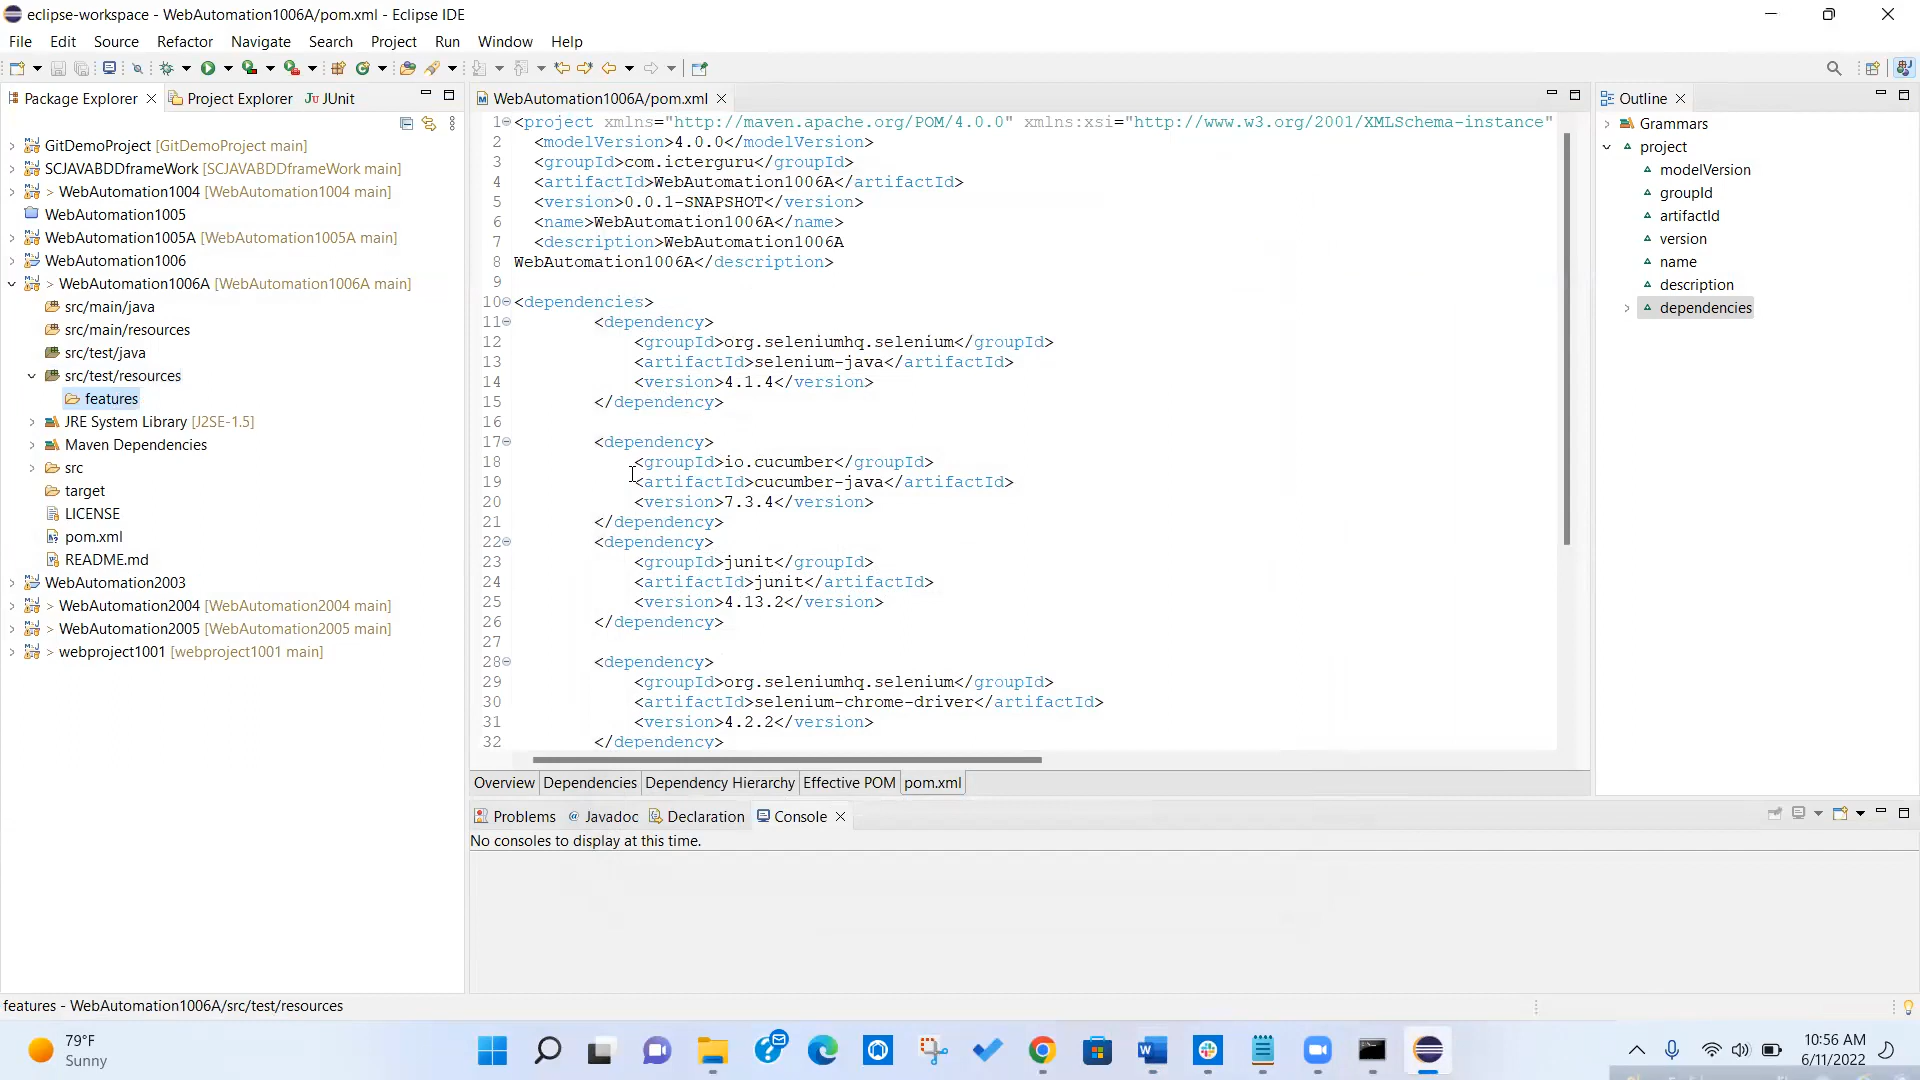 eclipse-workspace - WebAutomation1006A/pom.xml - Eclipse IDE
File Edit Source Refactor Navigate Search Project Run Window Help
Package Explorer Project Explorer JUnit
GitDemoProject [GitDemoProject main]
SCJAVABDDframeWork [SCJAVABDDframeWork main]
> WebAutomation1004 [WebAutomation1004 main]
WebAutomation1005
WebAutomation1005A [WebAutomation1005A main]
WebAutomation1006
> WebAutomation1006A [WebAutomation1006A main]
src/main/java
src/main/resources
src/test/java
src/test/resources
features
JRE System Library [J2SE-1.5]
Maven Dependencies
src
target
LICENSE
pom.xml
README.md
WebAutomation2003
> WebAutomation2004 [WebAutomation2004 main]
> WebAutomation2005 [WebAutomation2005 main]
> webproject1001 [webproject1001 main]
WebAutomation1006A/pom.xml
1 <project xmlns="http://maven.apache.org/POM/4.0.0" xmlns:xsi="http://www.w3.org/2001/XMLSchema-instance"
2 <modelVersion>4.0.0</modelVersion>
3 <groupId>com.icterguru</groupId>
4 <artifactId>WebAutomation1006A</artifactId>
5 <version>0.0.1-SNAPSHOT</version>
6 <name>WebAutomation1006A</name>
7 <description>WebAutomation1006A
8 WebAutomation1006A</description>
9
10 <dependencies>
11 <dependency>
12 <groupId>org.seleniumhq.selenium</groupId>
13 <artifactId>selenium-java</artifactId>
14 <version>4.1.4</version>
15 </dependency>
16
17 <dependency>
18 <groupId>io.cucumber</groupId>
19 <artifactId>cucumber-java</artifactId>
20 <version>7.3.4</version>
21 </dependency>
22 <dependency>
23 <groupId>junit</groupId>
24 <artifactId>junit</artifactId>
25 <version>4.13.2</version>
26 </dependency>
27
28 <dependency>
29 <groupId>org.seleniumhq.selenium</groupId>
30 <artifactId>selenium-chrome-driver</artifactId>
31 <version>4.2.2</version>
32 </dependency>
Overview Dependencies Dependency Hierarchy Effective POM pom.xml
Outline
Grammars
project
modelVersion
groupId
artifactId
version
name
description
dependencies
Problems Javadoc Declaration Console
No consoles to display at this time.
features - WebAutomation1006A/src/test/resources
79°F
Sunny
10:56 AM
6/11/2022